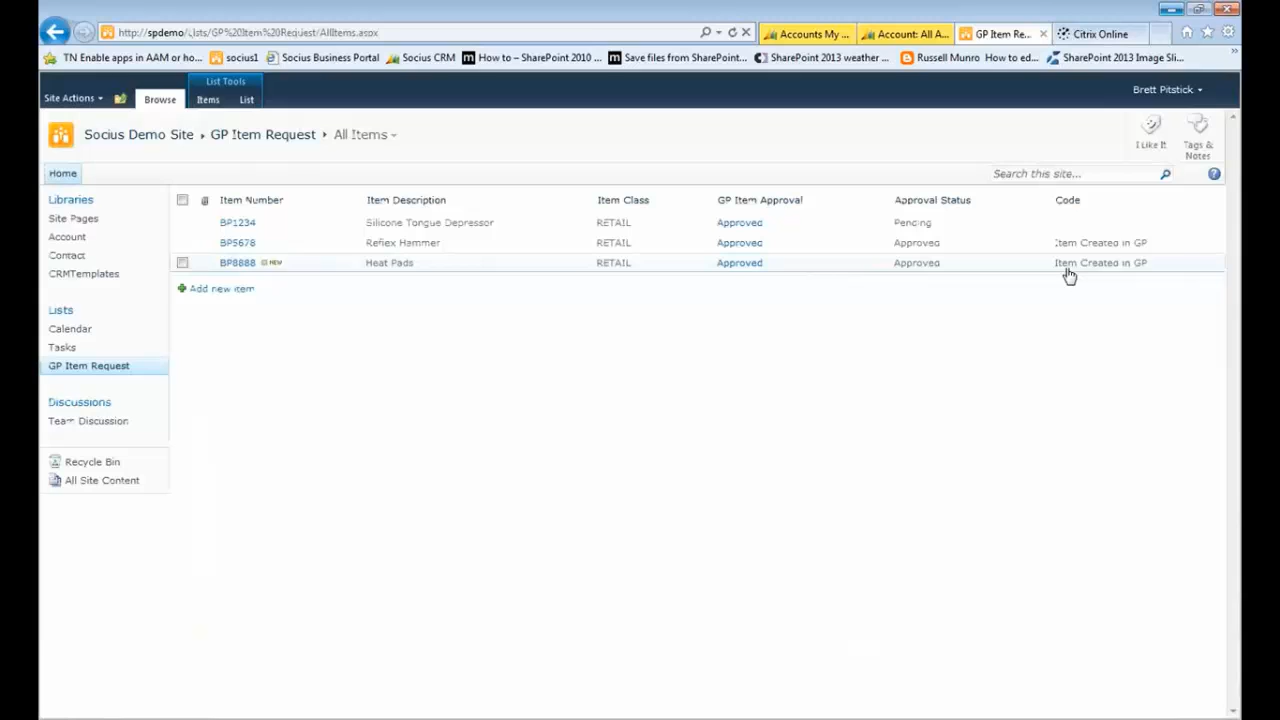 http://spdemo/Lists/GP%20Item%20Request/AllItems.aspx
Accounts My ...
Account: All A...
GP Item Re...
Citrix Online
TN Enable apps in AAM or ho...
socius1
Socius Business Portal
Socius CRM
How to – SharePoint 2010 ...
Save files from SharePoint...
SharePoint 2013 weather ...
Russell Munro Pitstick to ed...
SharePoint 2013 Image Sli...
List Tools
Site Actions
Browse
Items
List
Brett Pitstick
Socius Demo Site
GP Item Request
All Items
I Like It
Tags & Notes
Home
Search this site...
Libraries
Site Pages
Account
Contact
CRMTemplates
Lists
Calendar
Tasks
GP Item Request
Discussions
Team Discussion
Recycle Bin
All Site Content
Item Number Item Description Item Class GP Item Approval Approval Status Code
BP1234 Silicone Tongue Depressor RETAIL Approved Pending
BP5678 Reflex Hammer RETAIL Approved Approved Item Created in GP
BP8888 NEW Heat Pads RETAIL Approved Approved Item Created in GP
Add new item